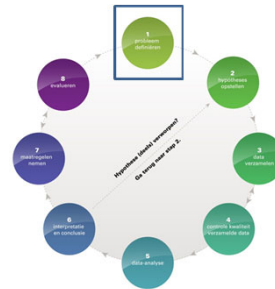 1
probleem
definiëren
2
hypotheses
opstellen
3
data
verzamelen
4
controle kwaliteit
verzamelde data
5
data-analyse
6
interpretatie
en conclusie
7
maatregelen
nemen
8
evalueren
Hypothese (deels) verworpen?
Ga terug naar stap 2.